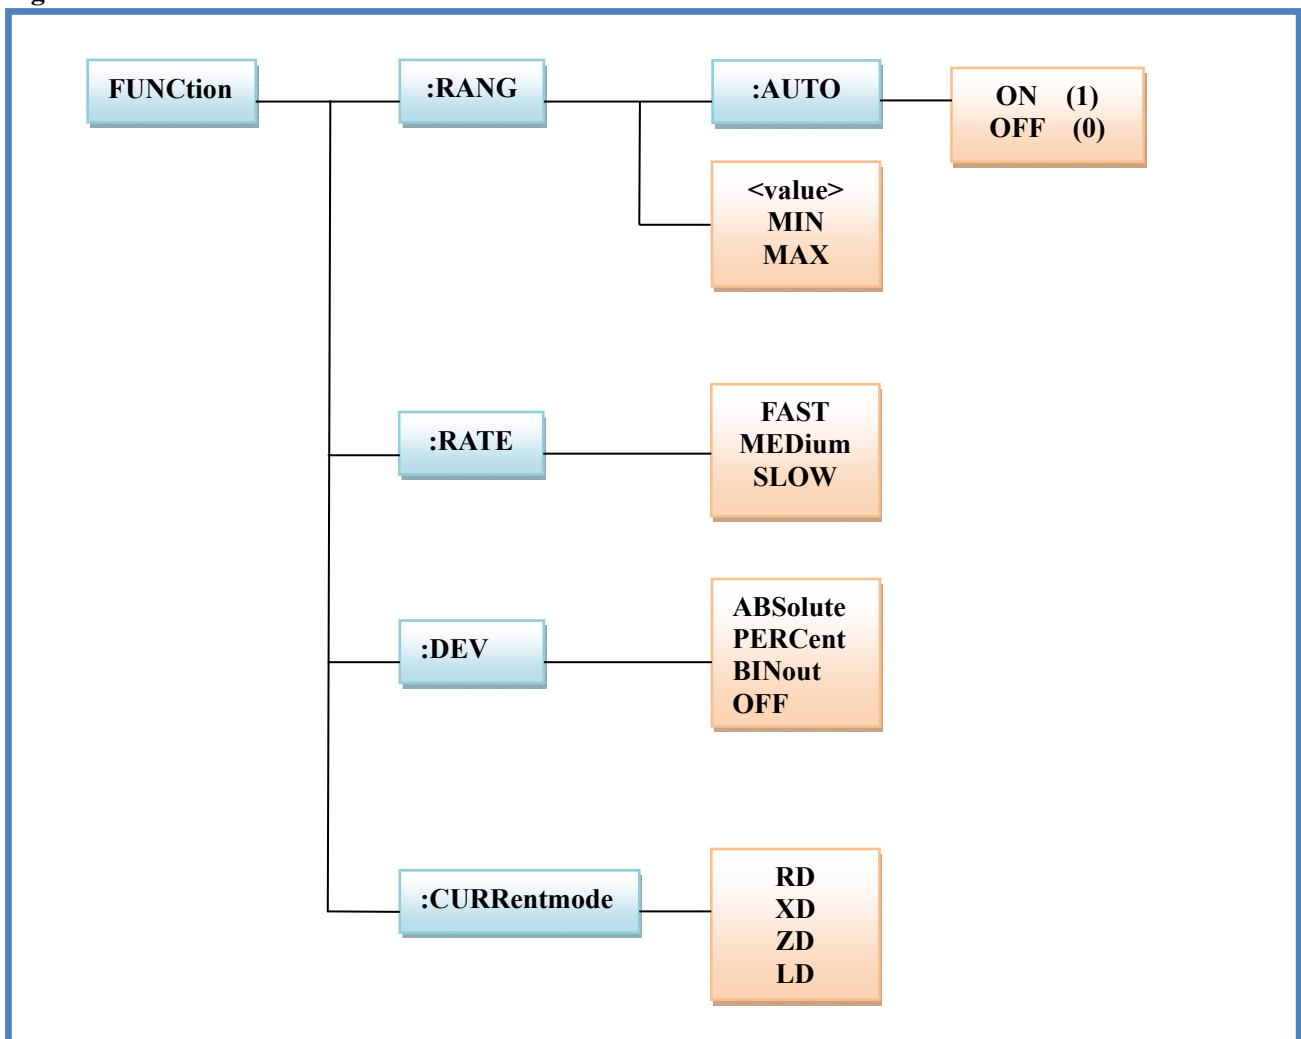 FUNCtion
:RANG
:AUTO
ON (1)
OFF (0)
<value>
MIN
MAX
:RATE
FAST
MEDium
SLOW
:DEV
ABSolute
PERCent
BINout
OFF
:CURRentmode
RD
XD
ZD
LD